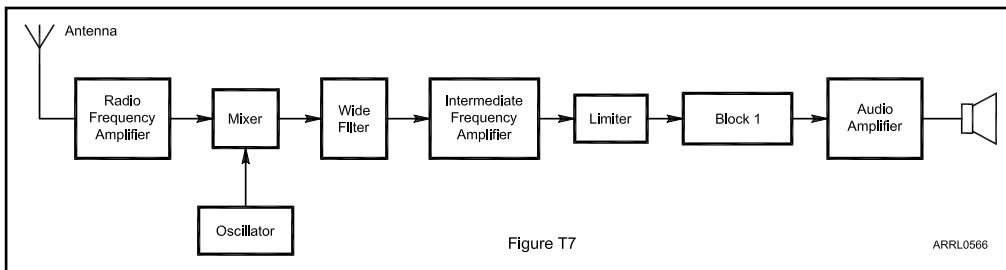 Antenna
Radio
Frequency
Amplifier
Mixer
Wide
Filter
Intermediate
Frequency
Amplifier
Limiter
Block 1
Audio
Amplifier
Oscillator
Figure T7
ARRL0566